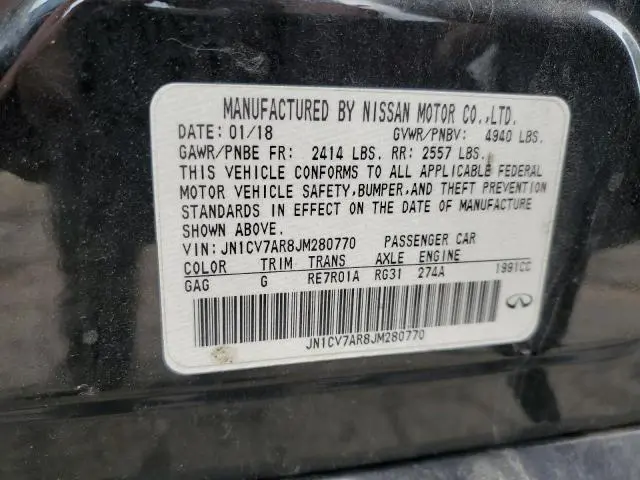 MANUFACTURED BY NISSAN MOTOR CO.,LTD.
DATE: 01/18 GVWR/PNBV: 4940 LBS.
GAWR/PNBE FR: 2414 LBS. RR: 2557 LBS.
THIS VEHICLE CONFORMS TO ALL APPLICABLE FEDERAL
MOTOR VEHICLE SAFETY,BUMPER,AND THEFT PREVENTION
STANDARDS IN EFFECT ON THE DATE OF MANUFACTURE
SHOWN ABOVE.
VIN: JN1CV7AR8JM280770 PASSENGER CAR
COLOR TRIM TRANS AXLE ENGINE
GAG G RE7R01A RG31 274A 1991CC
JN1CV7AR8JM280770